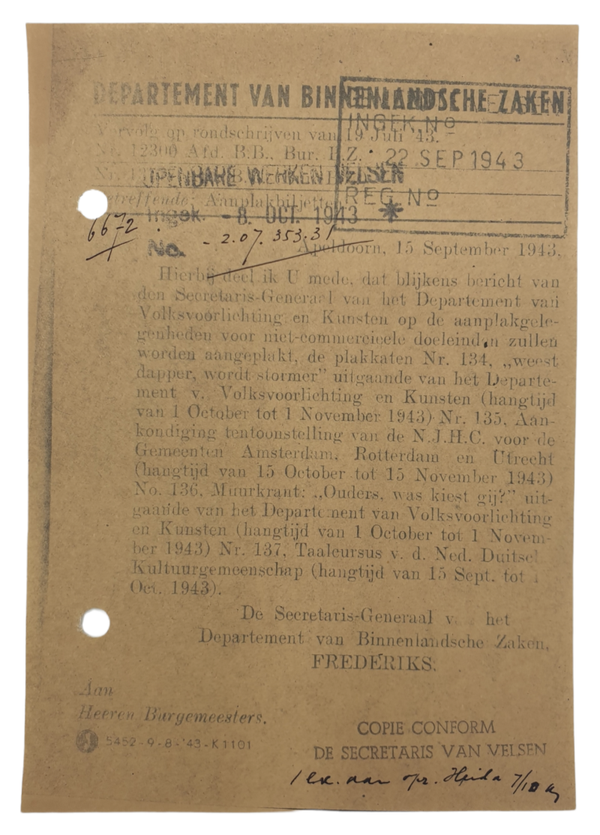 DEPARTEMENT VAN BINNENLANDSCHE ZAKEN
Vervolg op rondschrijven van 19 Juli '43.
INGEK. No
No. 12300 Afd. B.B., Bur.
22 SEP 1943
OPENBARE WERKEN VELSEN
REG. No
Betreffende: Aanplakbiljetten
Ingek. - 8. OCT. 1943 *
6672
No. - 2.07.353.31
Apeldoorn, 15 September 1943.
Hierbij deel ik U mede, dat blijkens bericht van
den Secretaris-Generaal van het Departement van
Volksvoorlichting en Kunsten op de aanplakgele-
genheden voor niet-commercieele doeleinden zullen
worden aangeplakt, de plakkaten Nr. 134, „weest
dapper, wordt stormer" uitgaande van het Departe-
ment v. Volksvoorlichting en Kunsten (hangtijd
van 1 October tot 1 November 1943) Nr. 135, Aan-
kondiging tentoonstelling van de N.J.H.C. voor de
Gemeenten Amsterdam, Rotterdam en Utrecht
(hangtijd van 15 October tot 15 November 1943)
No. 136, Muurkrant: „Ouders, was kiest gij?" uit-
gaande van het Departement van Volksvoorlichting
en Kunsten (hangtijd van 1 October tot 1 Novem-
ber 1943) Nr. 137, Taalcursus v. d. Ned. Duitse
Kultuurgemeenschap (hangtijd van 15 Sept. tot
Oct. 1943).
De Secretaris-Generaal v. het
Departement van Binnenlandsche Zaken,
FREDERIKS.
Aan
Heeren Burgemeesters.
5452-9-8-'43-K1101
COPIE CONFORM
DE SECRETARIS VAN VELSEN
1 ex. aan opz. 7/10